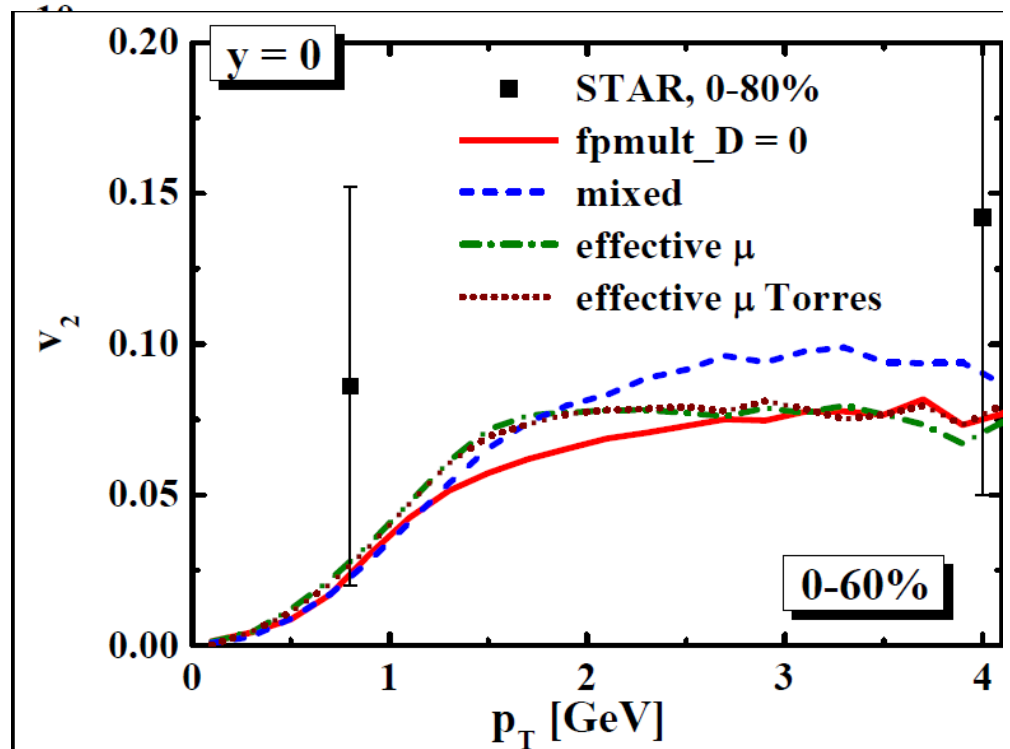 0.20
y = 0
STAR, 0-80%
fpmult_D = 0
mixed
effective μ
effective μ Torres
0.15
v2
0.10
0.05
0-60%
0.00
0 1 2 3 4
pT [GeV]